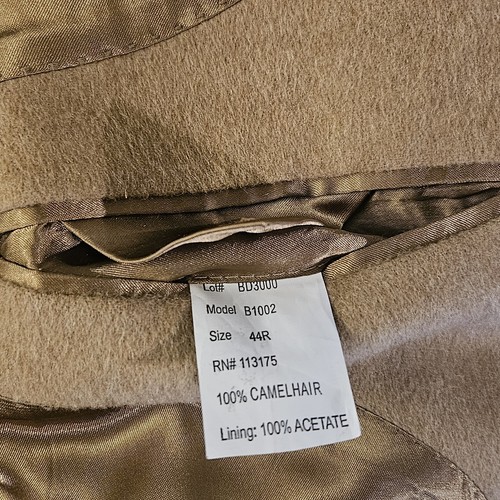 Lot# BD3000
Model B1002
Size 44R
RN# 113175
100% CAMELHAIR
Lining: 100% ACETATE